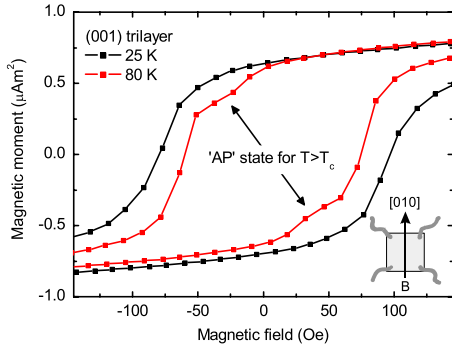 1.0
0.5
0.0
-0.5
-1.0
Magnetic moment (μAm²)
(001) trilayer
25 K
80 K
'AP' state for T>Tc
[010]
B
-100 -50 0 50 100
Magnetic field (Oe)